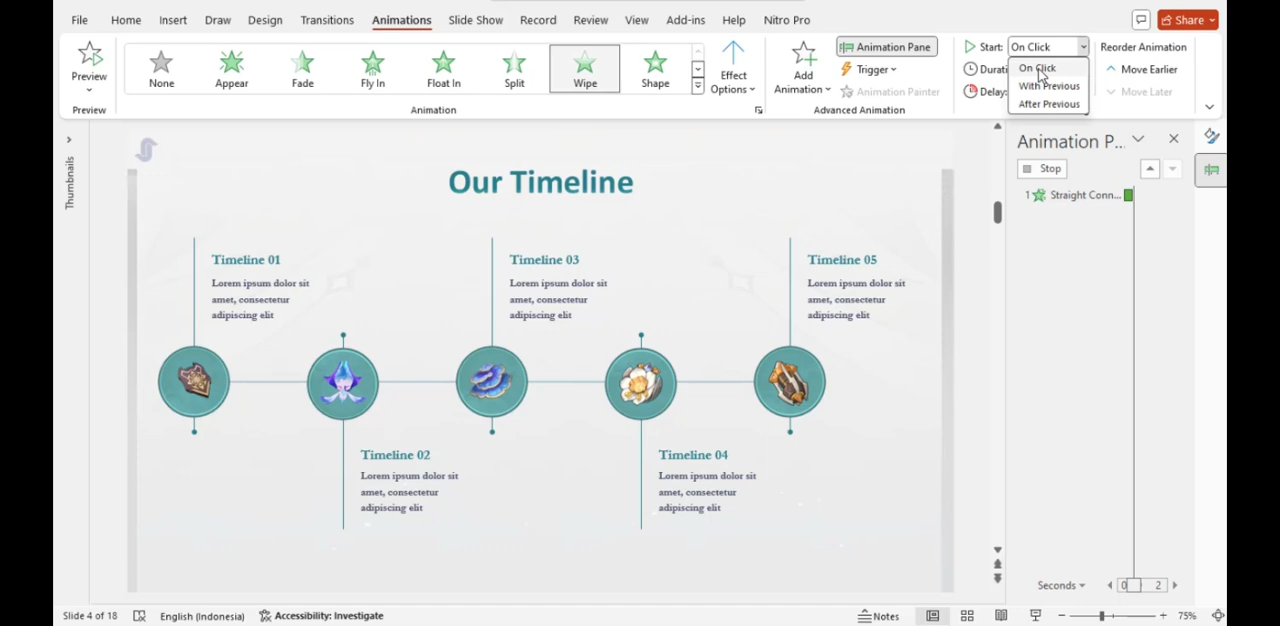 File Home Insert Draw Design Transitions Animations Slide Show Record Review View Add-ins Help Nitro Pro Share
Preview
None Appear Fade Fly In Float In Split Wipe Shape
Effect Options
Add Animation
Animation Pane
Trigger
Animation Painter
Start: On Click
Delay:
On Click
With Previous
After Previous
Reorder Animation
Move Earlier
Move Later
Preview Animation Advanced Animation
Thumbnails
Our Timeline
Timeline 01
Lorem ipsum dolor sit
amet, consectetur
adipiscing elit
Timeline 03
Lorem ipsum dolor sit
amet, consectetur
adipiscing elit
Timeline 05
Lorem ipsum dolor sit
amet, consectetur
adipiscing elit
Timeline 02
Lorem ipsum dolor sit
amet, consectetur
adipiscing elit
Timeline 04
Lorem ipsum dolor sit
amet, consectetur
adipiscing elit
Animation P...
Stop
1 Straight Conn...
Seconds 0 2
Slide 4 of 18 English (Indonesia) Accessibility: Investigate Notes 75%